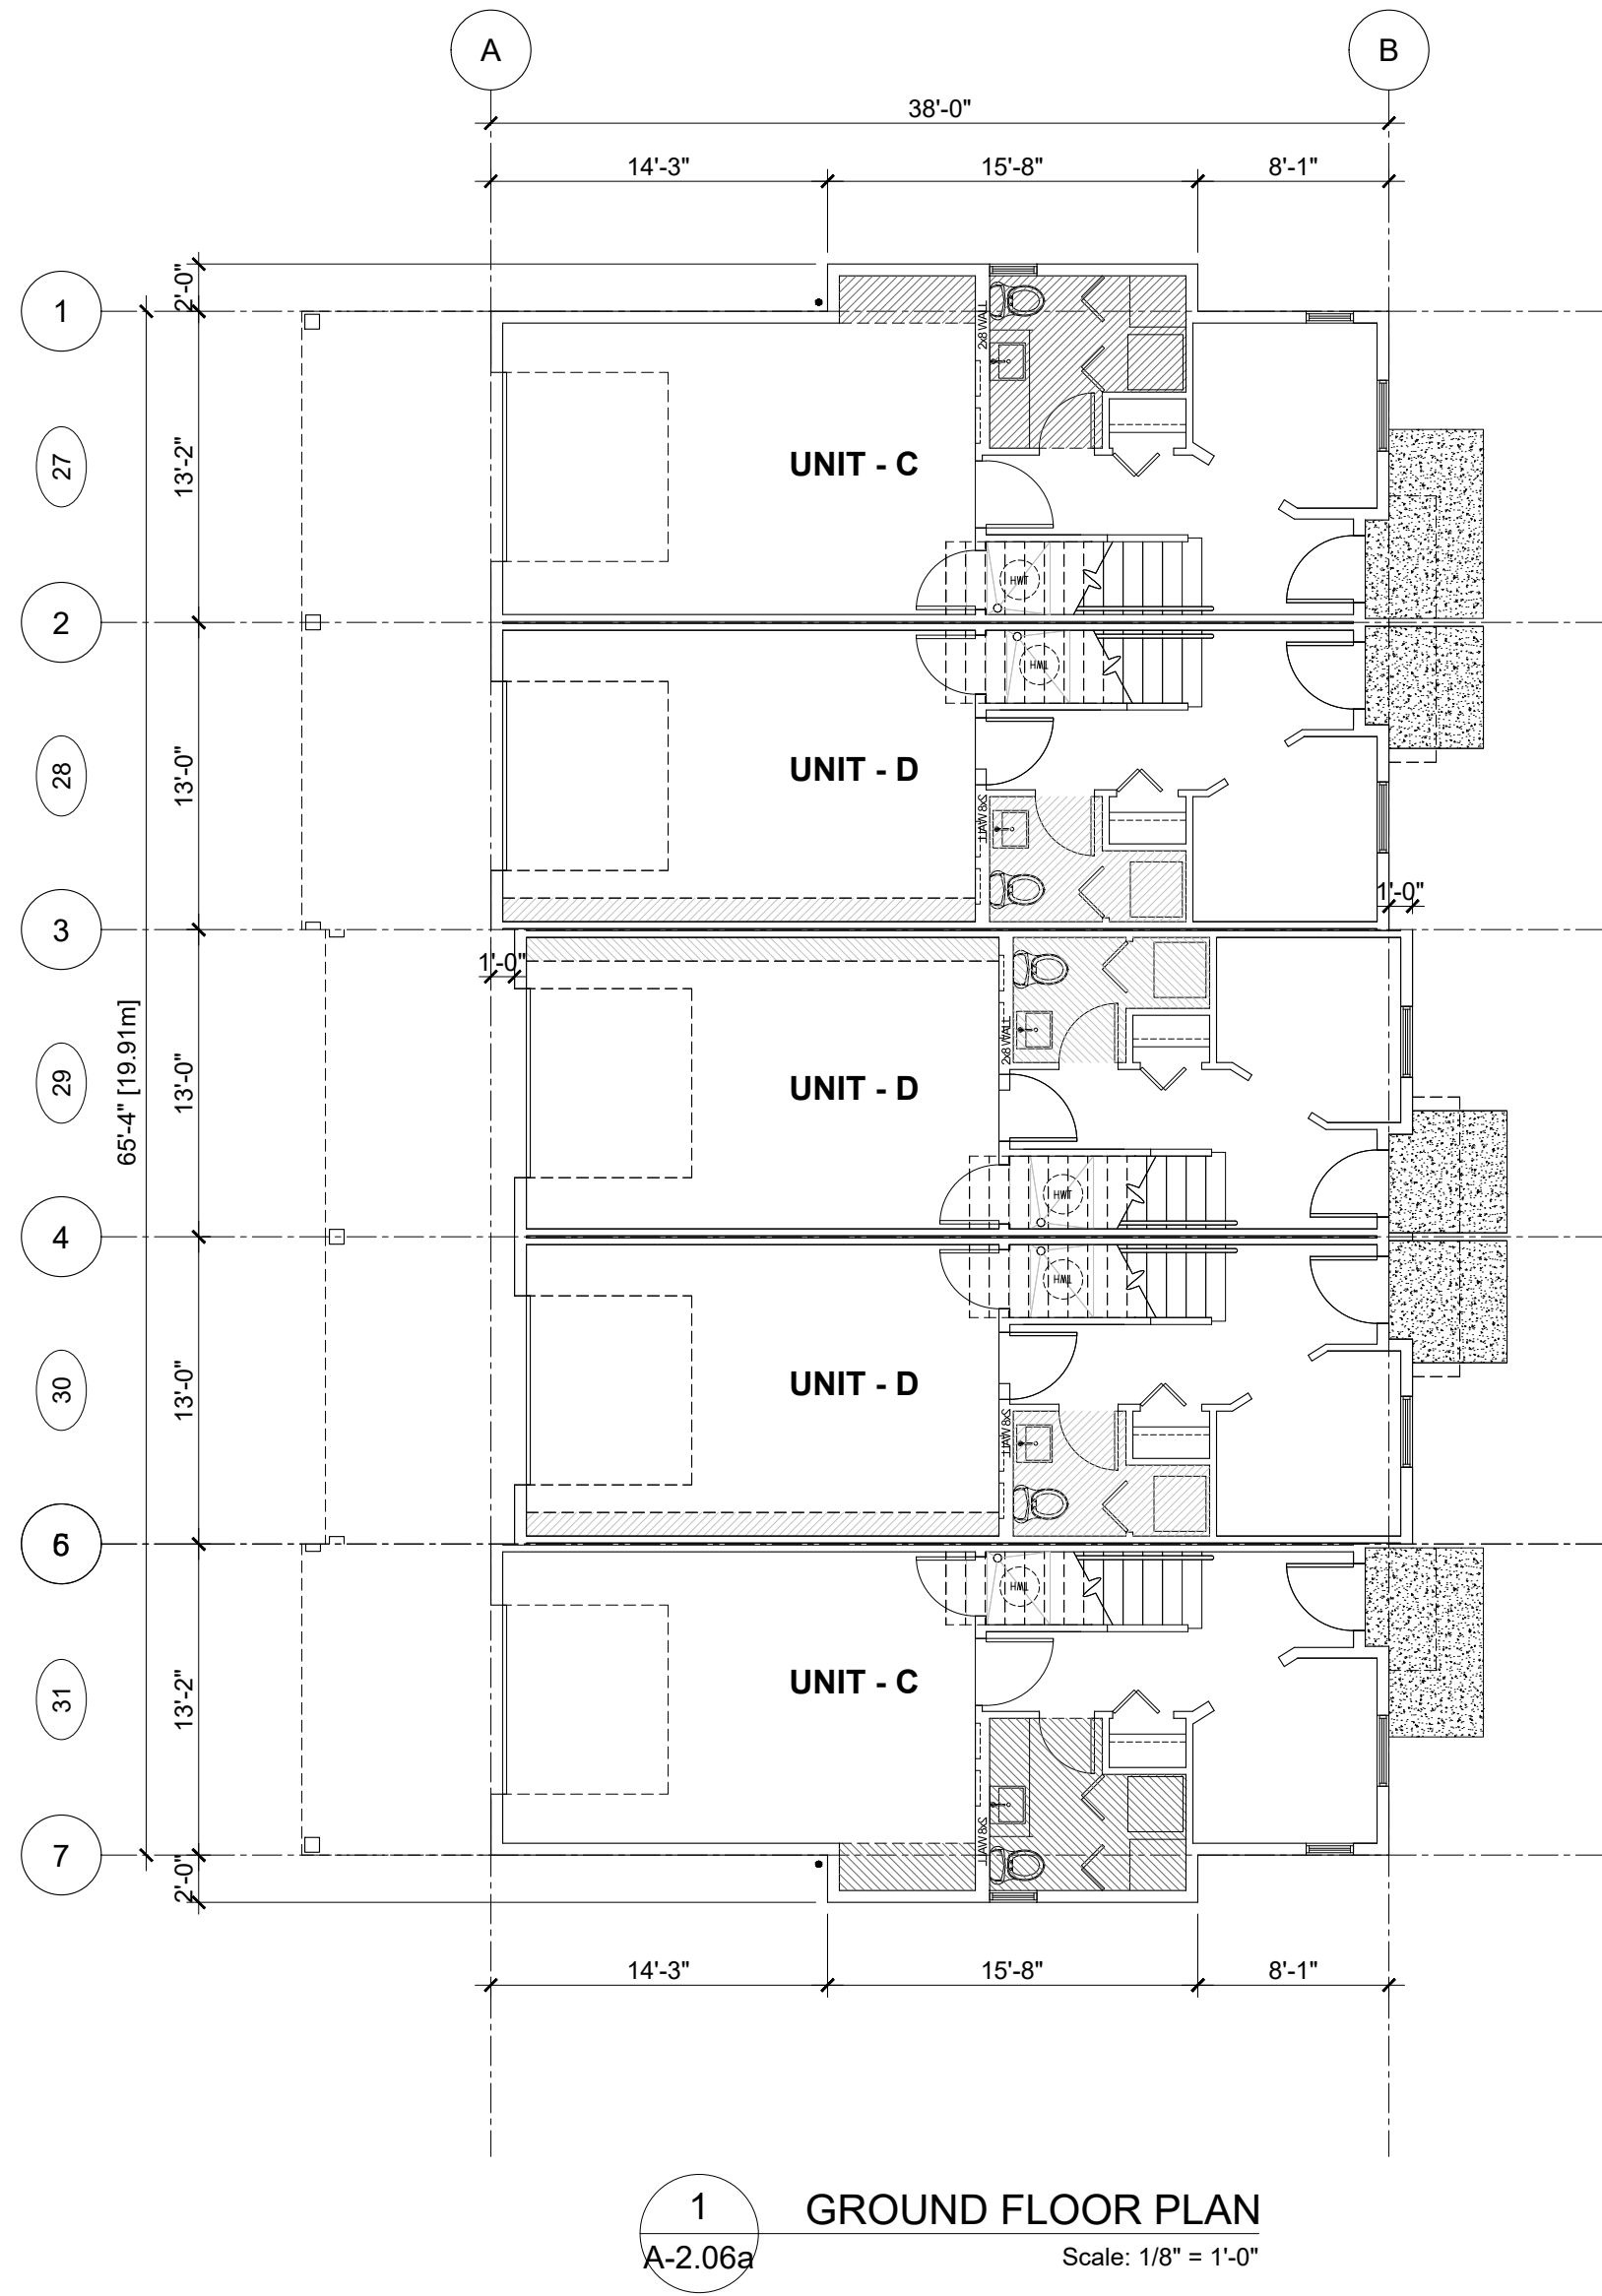 A
B
38'-0"
14'-3"
15'-8"
8'-1"
2'-0"
1
2x8 WALL
13'-2"
27
UNIT - C
HWT
2
HWT
13'-0"
28
UNIT - D
2x8 WALL
1'-0"
3
1'-0"
65'-4" [19.91m]
2x8 WALL
13'-0"
29
UNIT - D
HWT
4
HWT
13'-0"
30
UNIT - D
2x8 WALL
6
HWT
13'-2"
31
UNIT - C
2x8 WALL
7
2'-0"
14'-3"
15'-8"
8'-1"
1
GROUND FLOOR PLAN
A-2.06a
Scale: 1/8" = 1'-0"